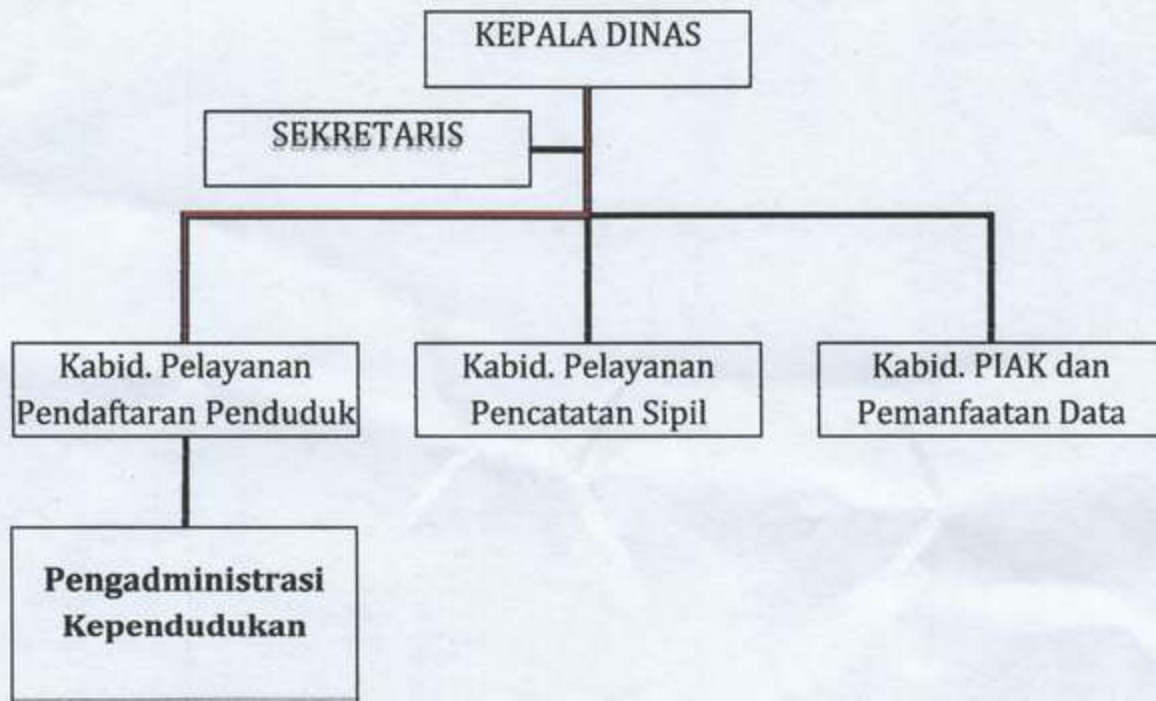 KEPALA DINAS
SEKRETARIS
Kabid. Pelayanan
Pendaftaran Penduduk
Kabid. Pelayanan
Pencatatan Sipil
Kabid. PIAK dan
Pemanfaatan Data
Pengadministrasi
Kependudukan